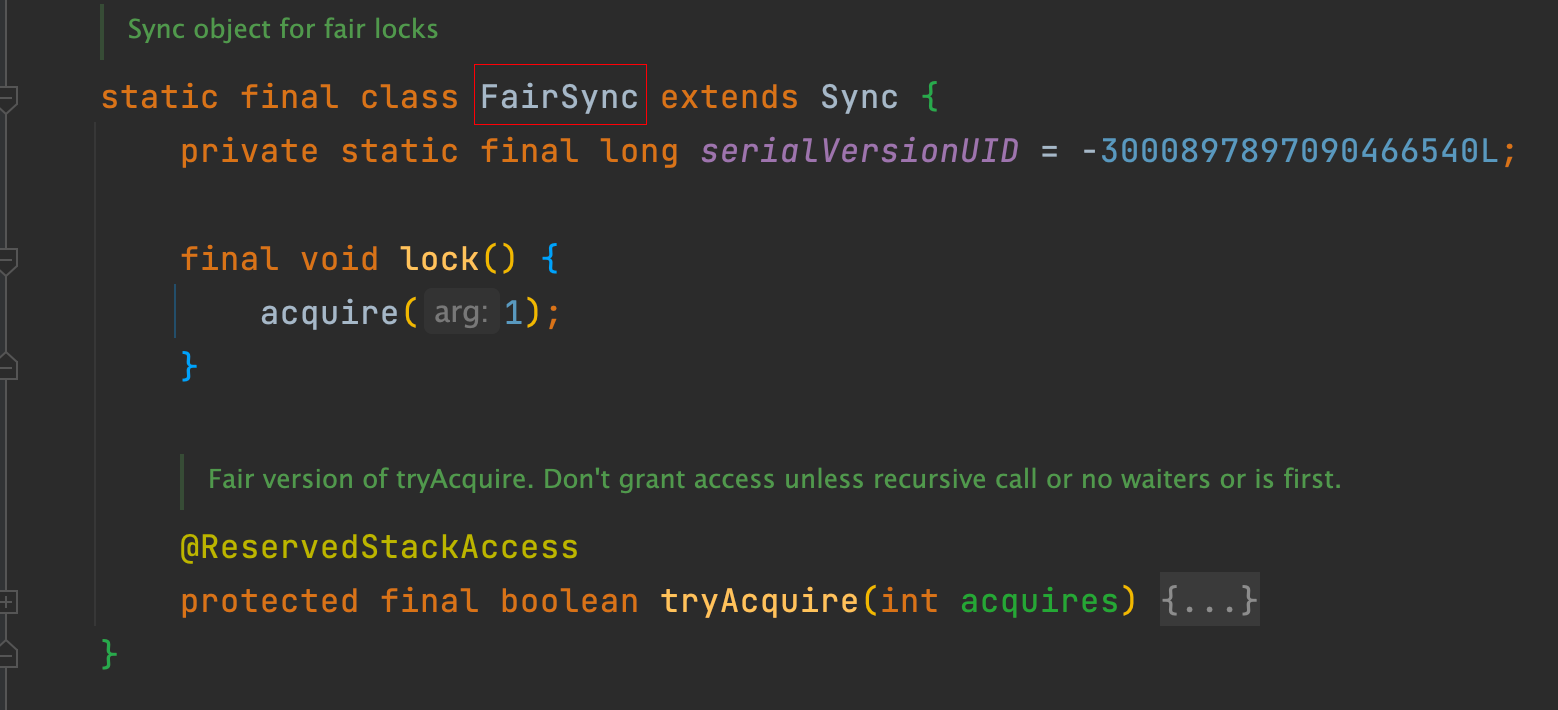 Sync object for fair locks
static final class FairSync extends Sync {
private static final long serialVersionUID = -3000897897090466540L;
final void lock() {
acquire( arg: 1);
}
Fair version of tryAcquire. Don't grant access unless recursive call or no waiters or is first.
@ReservedStackAccess
protected final boolean tryAcquire(int acquires) {...}
}